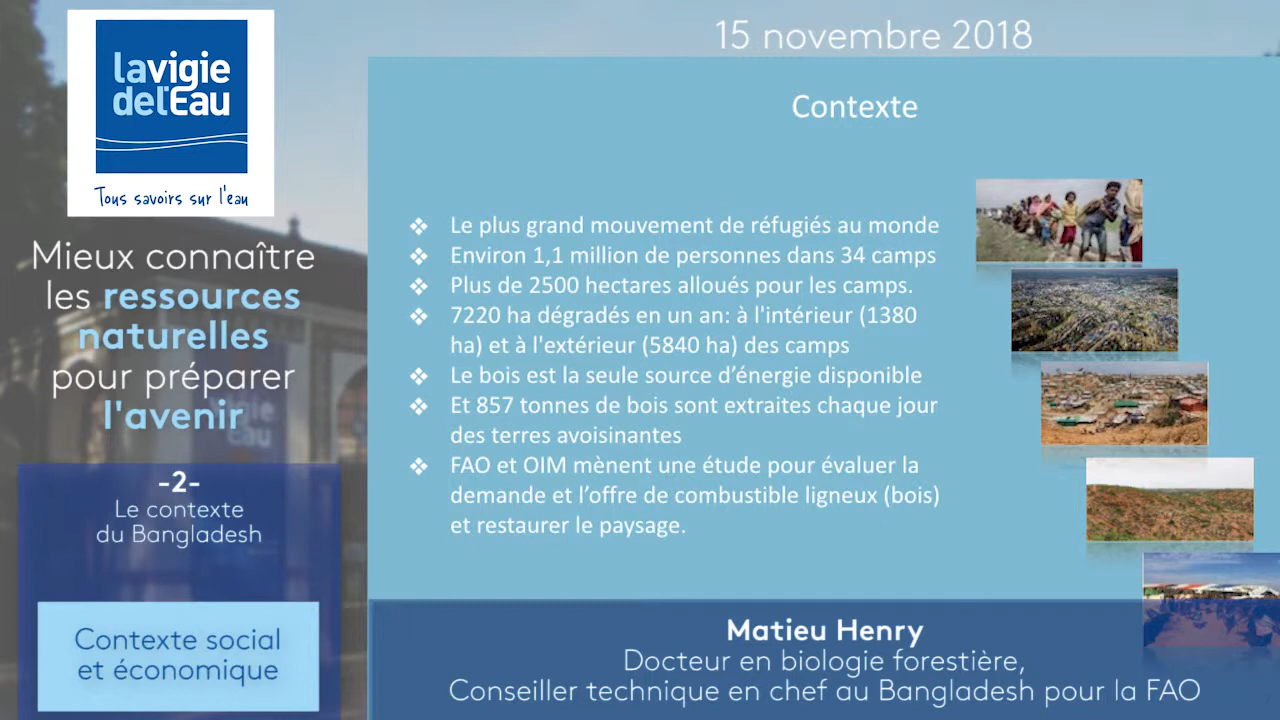 lavigie
del'Eau
Tous savoirs sur l'eau
Mieux connaître
les ressources
naturelles
pour préparer
l'avenir
-2-
Le contexte
du Bangladesh
Contexte social
et économique
15 novembre 2018
Contexte
❖ Le plus grand mouvement de réfugiés au monde
❖ Environ 1,1 million de personnes dans 34 camps
❖ Plus de 2500 hectares alloués pour les camps.
❖ 7220 ha dégradés en un an: à l'intérieur (1380
ha) et à l'extérieur (5840 ha) des camps
❖ Le bois est la seule source d’énergie disponible
❖ Et 857 tonnes de bois sont extraites chaque jour
des terres avoisinantes
❖ FAO et OIM mènent une étude pour évaluer la
demande et l’offre de combustible ligneux (bois)
et restaurer le paysage.
Matieu Henry
Docteur en biologie forestière,
Conseiller technique en chef au Bangladesh pour la FAO